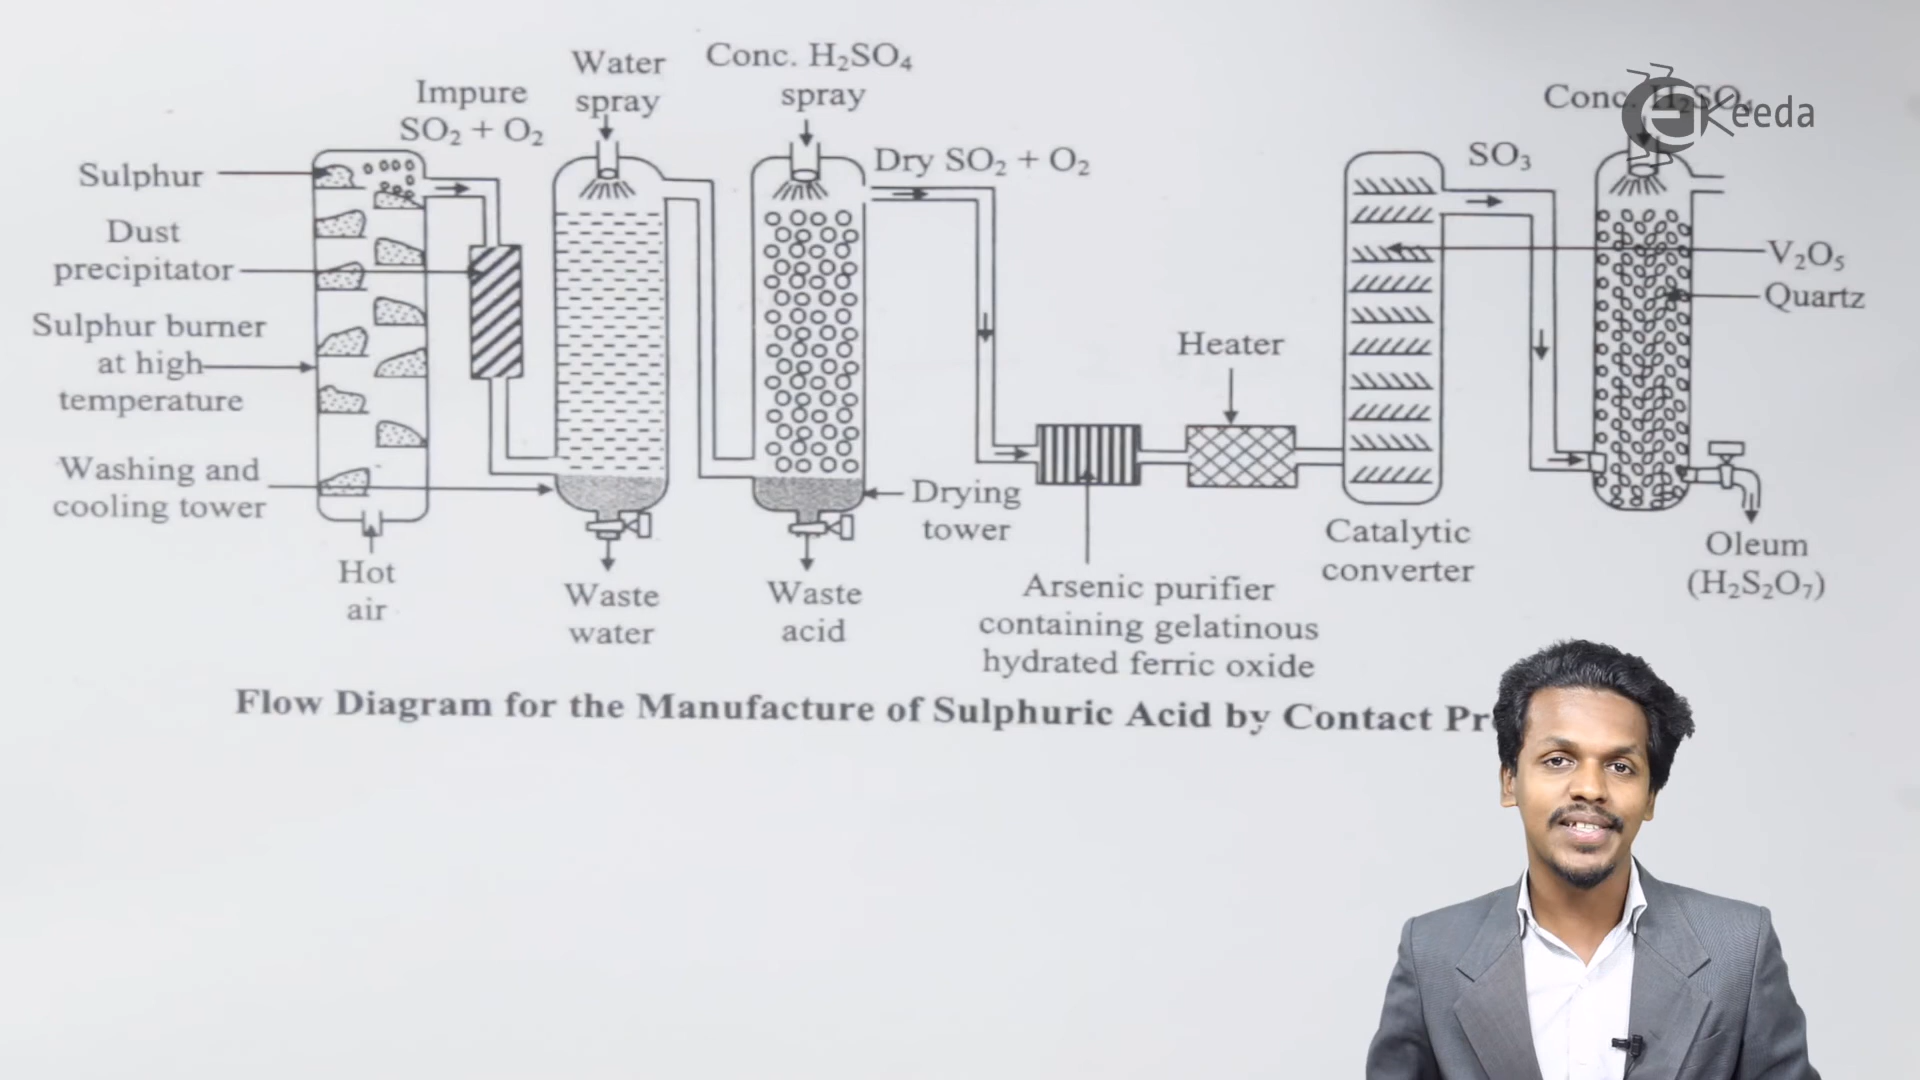 Water
spray
Conc. H₂SO₄
spray
Impure
SO₂ + O₂
Conc. H₂SO₄
eKeeda
Sulphur
Dry SO₂ + O₂
SO₃
Dust
precipitator
V₂O₅
Quartz
Sulphur burner
at high
temperature
Heater
Washing and
cooling tower
Drying
tower
Catalytic
converter
Oleum
(H₂S₂O₇)
Hot
air
Waste
water
Waste
acid
Arsenic purifier
containing gelatinous
hydrated ferric oxide
Flow Diagram for the Manufacture of Sulphuric Acid by Contact